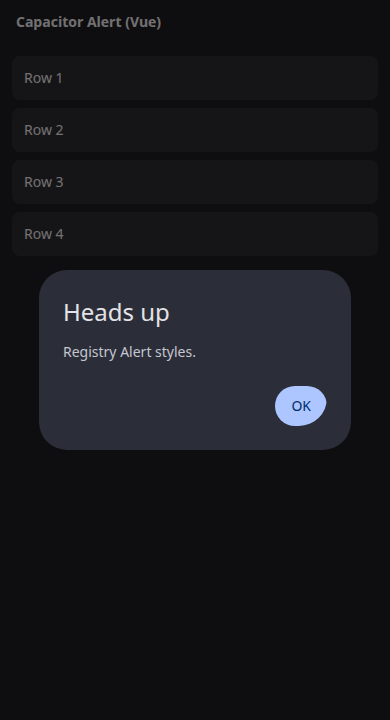 Capacitor Alert (Vue)
Row 1
Row 2
Row 3
Row 4
Heads up
Registry Alert styles.
OK